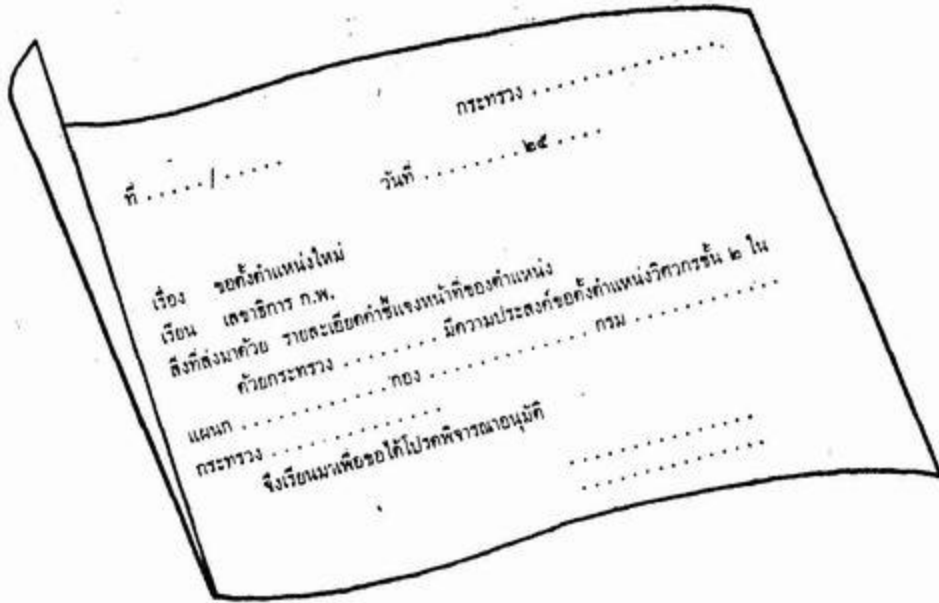 กระทรวง . . . . . . . . . . . . . . .
ที่ . . . . . / . . . . .
วันที่ . . . . . . . . ๒๕ . . . .
เรื่อง ขอตั้งตำแหน่งใหม่
เรียน เลขาธิการ ก.พ.
สิ่งที่ส่งมาด้วย รายละเอียดคำชี้แจงหน้าที่ของตำแหน่ง
ด้วยกระทรวง . . . . . . . . มีความประสงค์ขอตั้งตำแหน่งวิศวกรชั้น ๒ ใน
แผนก . . . . . . . . . . . . กอง . . . . . . . . . . . . . กรม . . . . . . . . . . . .
กระทรวง . . . . . . . . . . . . .
จึงเรียนมาเพื่อขอได้โปรดพิจารณาอนุมัติ
. . . . . . . . . . . . . .
. . . . . . . . . . . . . .